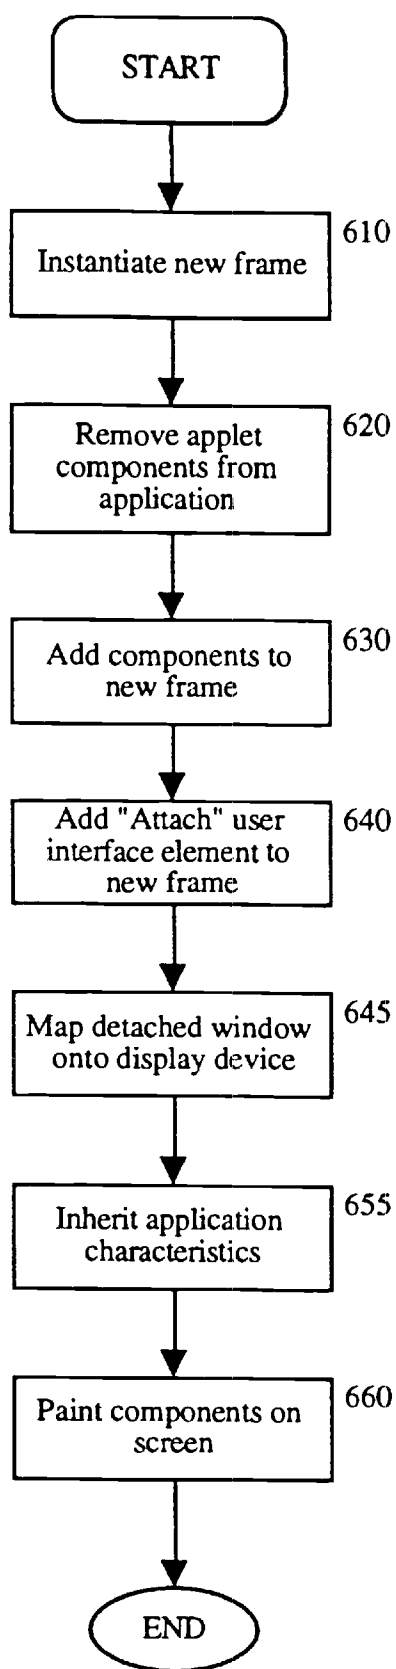 START
610
Instantiate new frame
620
Remove applet
components from
application
630
Add components to
new frame
640
Add "Attach" user
interface element to
new frame
645
Map detached window
onto display device
655
Inherit application
characteristics
660
Paint components on
screen
END